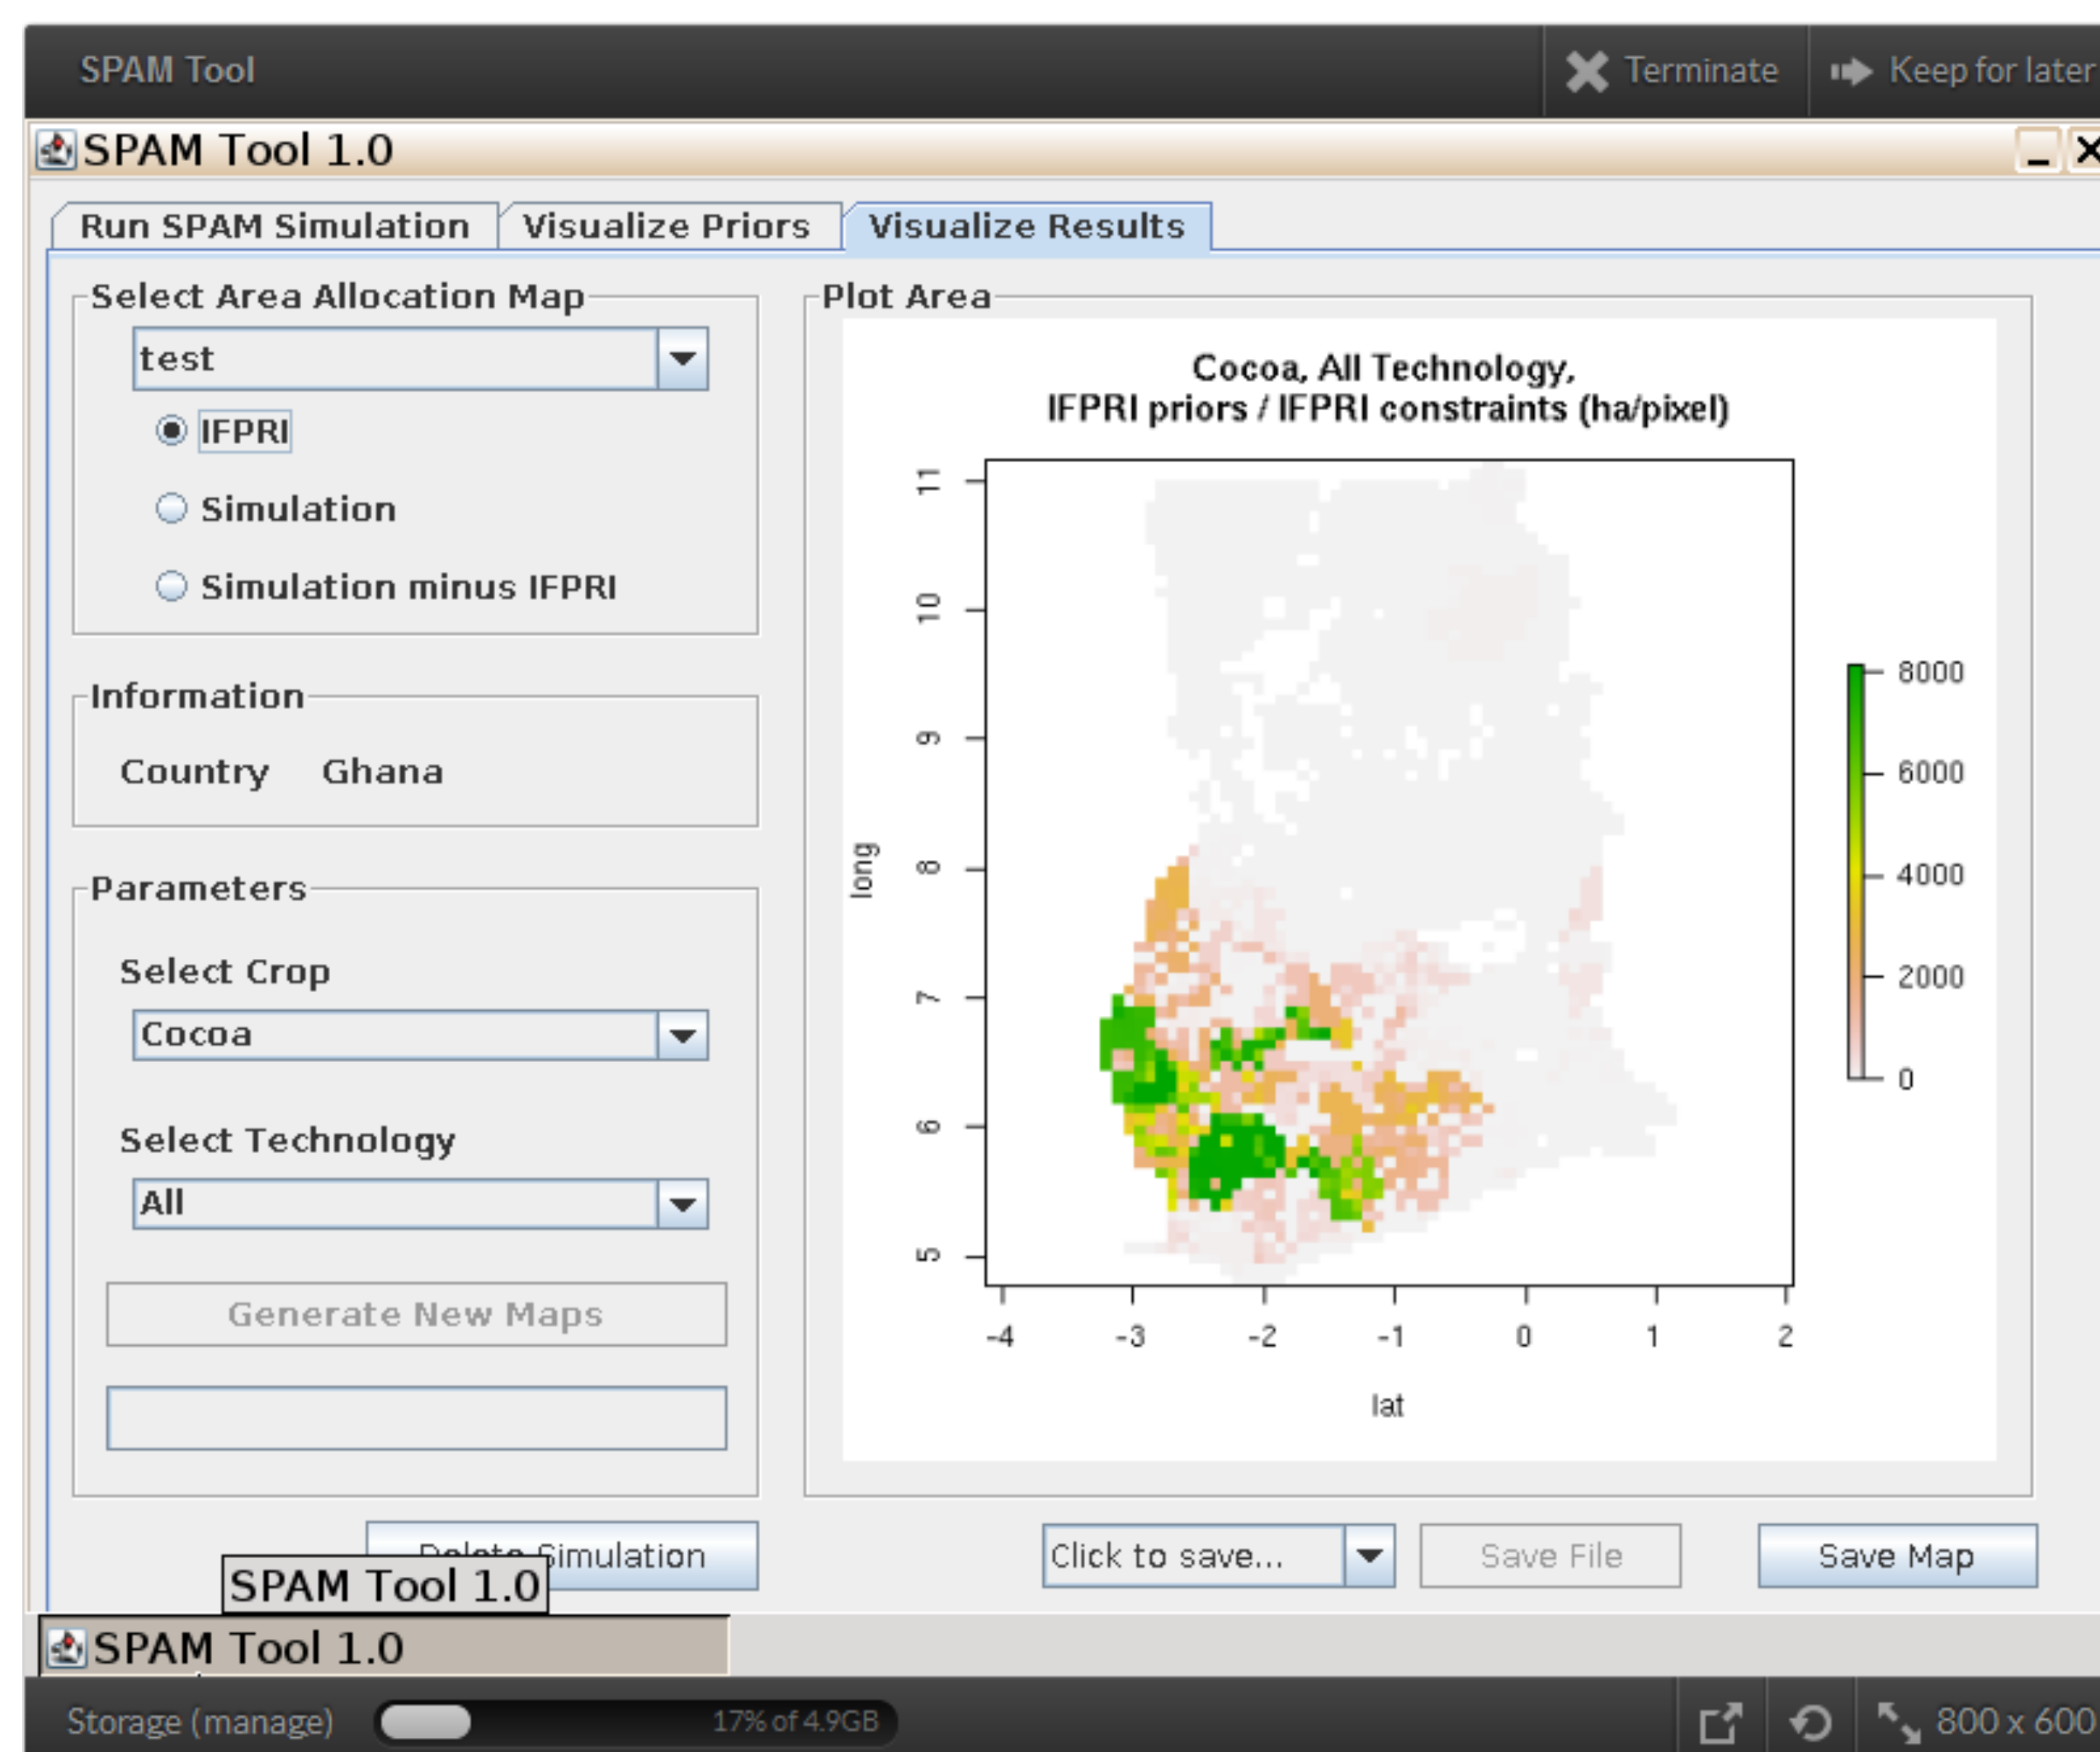 SPAM Tool
Terminate
Keep for later
SPAM Tool 1.0
Run SPAM Simulation
Visualize Priors
Visualize Results
Select Area Allocation Map
test
IFPRI
Simulation
Simulation minus IFPRI
Information
Country Ghana
Parameters
Select Crop
Cocoa
Select Technology
All
Generate New Maps
Delete Simulation
Plot Area
Cocoa, All Technology,
IFPRI priors / IFPRI constraints (ha/pixel)
11
10
9
8
7
6
5
long
-4 -3 -2 -1 0 1 2
lat
8000
6000
4000
2000
0
Click to save...
Save File
Save Map
SPAM Tool 1.0
SPAM Tool 1.0
Storage (manage)
17% of 4.9GB
800 x 600